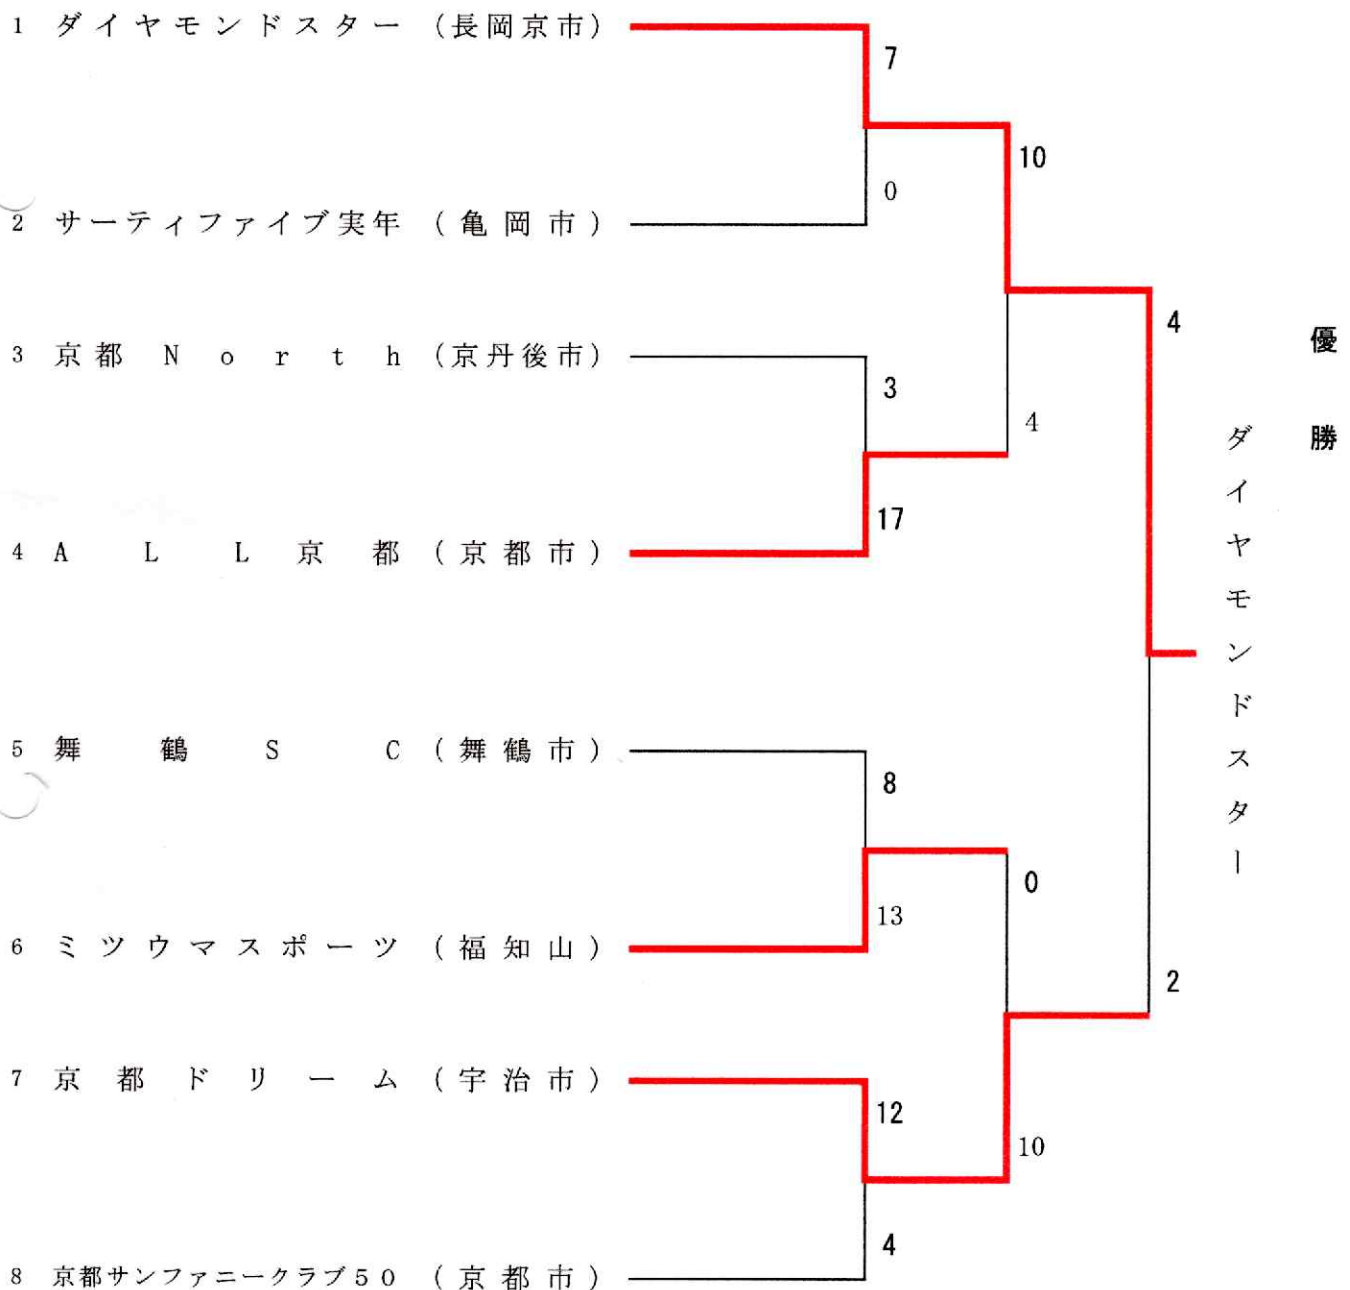 1 ダイヤモンドスター (長岡京市)
7
10
0
2 サーティファイブ実年 (亀岡市)
4
優勝
3 京都North (京丹後市)
3
4
ダイヤモンドスター
17
4 ALL京都 (京都市)
5 舞鶴SC (舞鶴市)
8
0
13
6 ミツウマスポーツ (福知山)
2
7 京都ドリーム (宇治市)
12
10
4
8 京都サンファニークラブ50 (京都市)